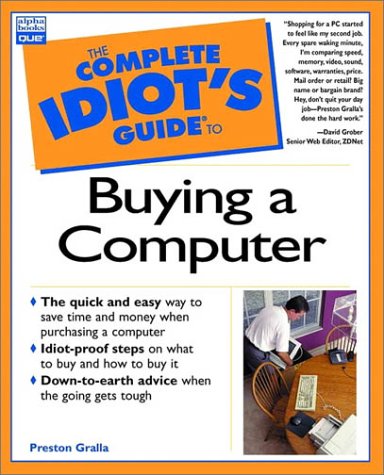 alpha books
QUE®
THE
COMPLETE
IDIOT'S
GUIDE® TO
"Shopping for a PC started to
feel like my second job.
Every spare waking minute,
I'm comparing speed,
memory, video, sound,
software, warranties, price.
Mail order or retail? Big
name or bargain brand?
Hey, don't quit your day
job—Preston Gralla's
done the hard work."
—David Grober
Senior Web Editor, ZDNet
Buying a
Computer
The quick and easy way to
save time and money when
purchasing a computer
Idiot-proof steps on what
to buy and how to buy it
Down-to-earth advice when
the going gets tough
Preston Gralla